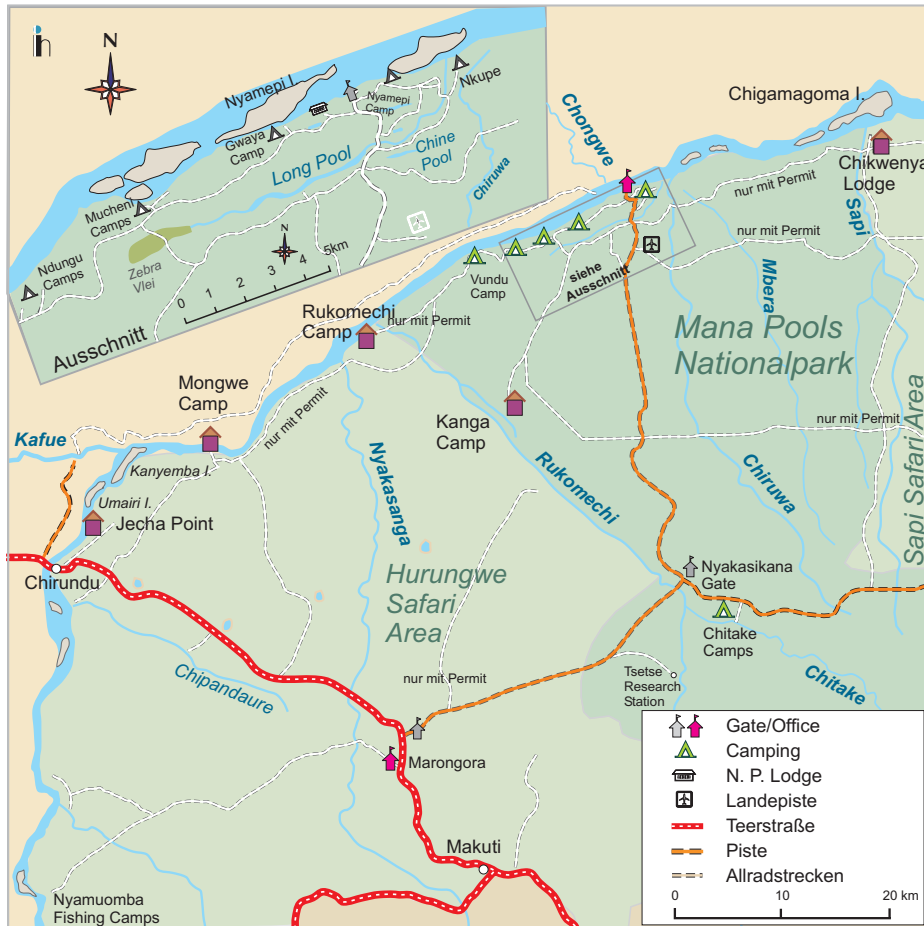 in
N
Nyamepi I.
Nkupe
Nyamepi
Camp
Gwaya
Camp
Long Pool
Chine
Pool
Chiruwa
Mucheni
Camps
Ndungu
Camps
Zebra
Vlei
N
0 1 2 3 4 5km
Ausschnitt
Chongwe
Chigamagoma I.
Chikwenya
Lodge
Sapi
nur mit Permit
nur mit Permit
siehe
Ausschnitt
Mbera
Vundu
Camp
Rukomechi
Camp
nur mit Permit
Mana Pools
Nationalpark
Mongwe
Camp
nur mit Permit
Kanga
Camp
nur mit Permit
Kafue
Kanyemba I.
Umairi I.
Jecha Point
Nyakasanga
Rukomechi
Chiruwa
Sapi Safari Area
Chirundu
Hurungwe
Safari
Area
Nyakasikana
Gate
Chitake
Camps
Chipandaure
nur mit Permit
Tsetse
Research
Station
Chitake
Marongora
Makuti
Nyamuomba
Fishing Camps
Gate/Office
Camping
N. P. Lodge
Landepiste
Teerstraße
Piste
Allradstrecken
0 10 20 km